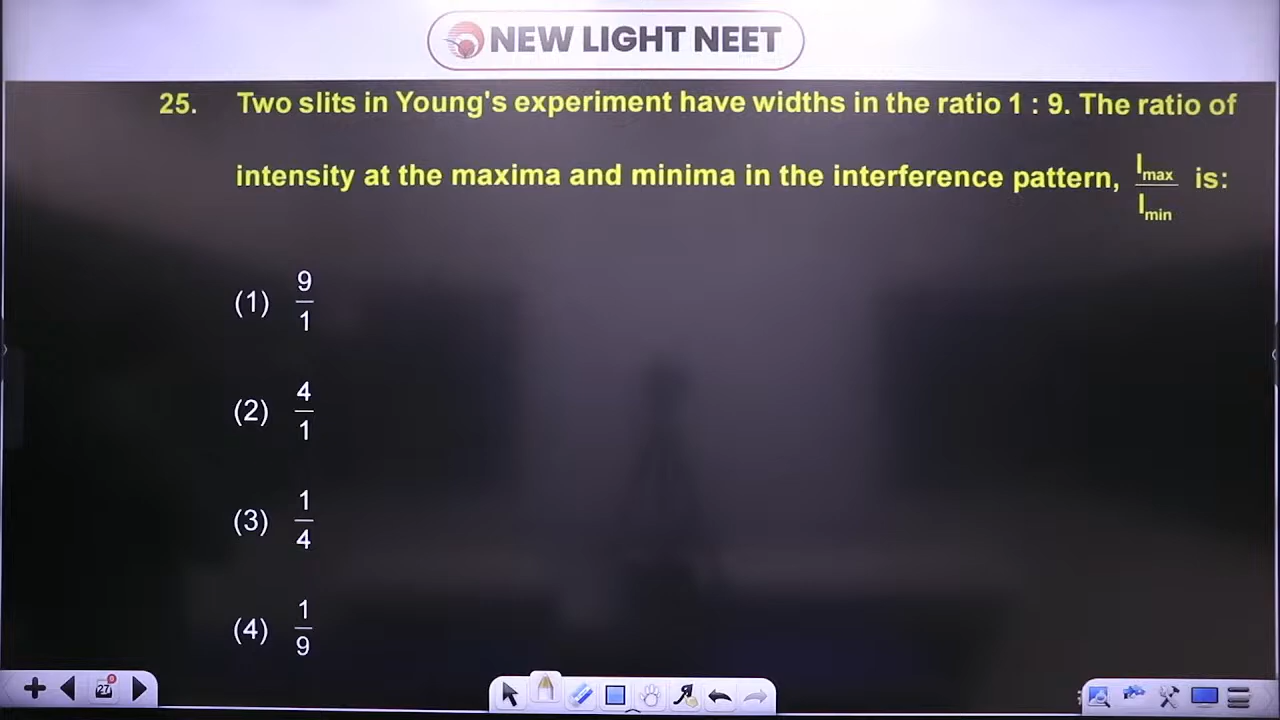 NEW LIGHT NEET
25. Two slits in Young's experiment have widths in the ratio 1 : 9. The ratio of
intensity at the maxima and minima in the interference pattern, Imax/Imin is:
(1) 9/1
(2) 4/1
(3) 1/4
(4) 1/9
27